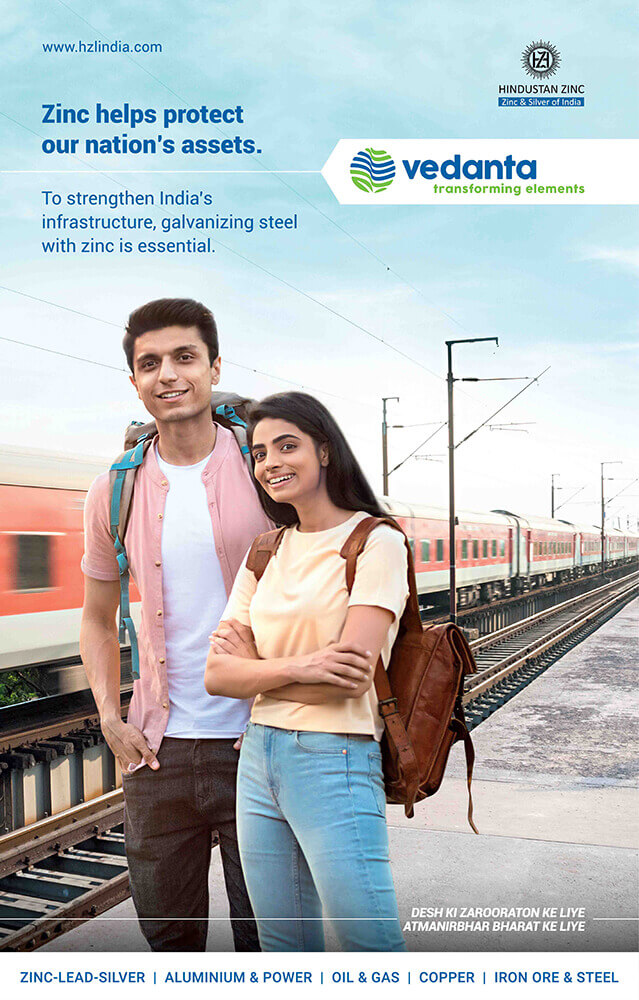 www.hzlindia.com
HZL
HINDUSTAN ZINC
Zinc & Silver of India
Zinc helps protect
our nation's assets.
vedanta
transforming elements
To strengthen India's
infrastructure, galvanizing steel
with zinc is essential.
DESH KI ZAROORATON KE LIYE
ATMANIRBHAR BHARAT KE LIYE
ZINC-LEAD-SILVER | ALUMINIUM & POWER | OIL & GAS | COPPER | IRON ORE & STEEL